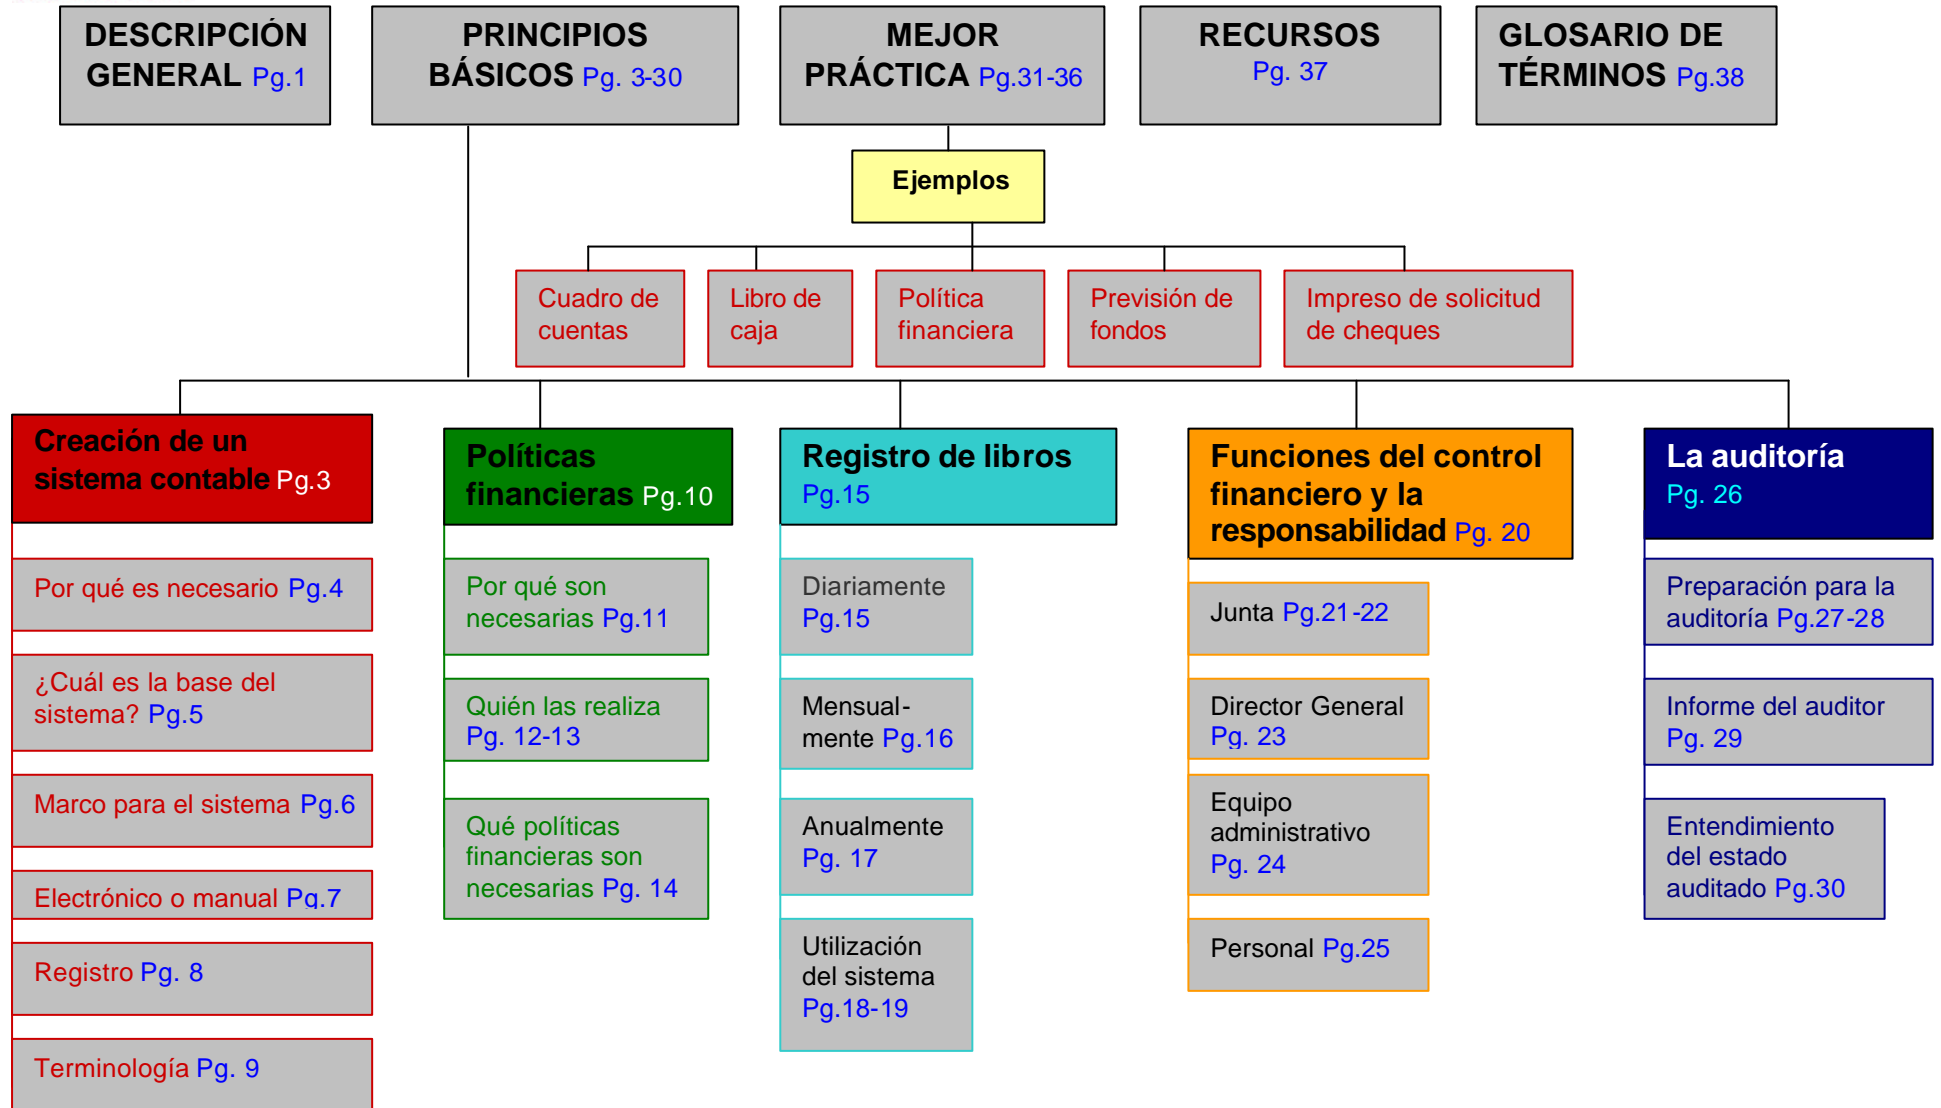 DESCRIPCIÓN
GENERAL Pg.1
PRINCIPIOS
BÁSICOS Pg. 3-30
MEJOR
PRÁCTICA Pg.31-36
RECURSOS
Pg. 37
GLOSARIO DE
TÉRMINOS Pg.38
Ejemplos
Cuadro de
cuentas
Libro de
caja
Política
financiera
Previsión de
fondos
Impreso de solicitud
de cheques
Creación de un
sistema contable Pg.3
Por qué es necesario Pg.4
¿Cuál es la base del
sistema? Pg.5
Marco para el sistema Pg.6
Electrónico o manual Pg.7
Registro Pg. 8
Terminología Pg. 9
Políticas
financieras Pg.10
Por qué son
necesarias Pg.11
Quién las realiza
Pg. 12-13
Qué políticas
financieras son
necesarias Pg. 14
Registro de libros
Pg.15
Diariamente
Pg.15
Mensual-
mente Pg.16
Anualmente
Pg. 17
Utilización
del sistema
Pg.18-19
Funciones del control
financiero y la
responsabilidad Pg. 20
Junta Pg.21-22
Director General
Pg. 23
Equipo
administrativo
Pg. 24
Personal Pg.25
La auditoría
Pg. 26
Preparación para la
auditoría Pg.27-28
Informe del auditor
Pg. 29
Entendimiento
del estado
auditado Pg.30